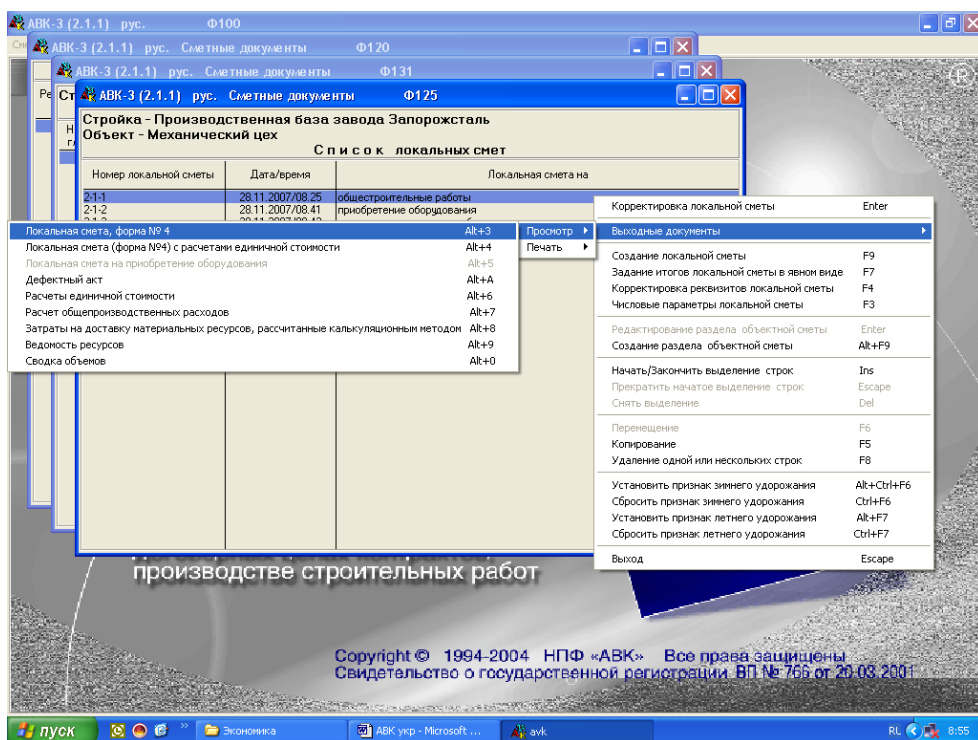 АВК-3 (2.1.1) рус. Ф100
АВК-3 (2.1.1) рус. Сметные документы Ф120
АВК-3 (2.1.1) рус. Сметные документы Ф131
АВК-3 (2.1.1) рус. Сметные документы Ф125
Стройка - Производственная база завода Запорожсталь
Объект - Механический цех
Список локальных смет
Номер локальной сметы Дата/время Локальная смета на
2-1-1 28.11.2007/08.25 общестроительные работы
2-1-2 28.11.2007/08.41 приобретение оборудования
Локальная смета, форма № 4 Alt+3
Локальная смета (форма №4) с расчетами единичной стоимости Alt+4
Локальная смета на приобретение оборудования Alt+5
Дефектный акт Alt+A
Расчеты единичной стоимости Alt+6
Расчет общепроизводственных расходов Alt+7
Затраты на доставку материальных ресурсов, рассчитанные калькуляционным методом Alt+8
Ведомость ресурсов Alt+9
Сводка объемов Alt+0
Просмотр
Печать
Корректировка локальной сметы Enter
Выходные документы
Создание локальной сметы F9
Задание итогов локальной сметы в явном виде F7
Корректировка реквизитов локальной сметы F4
Числовые параметры локальной сметы F3
Редактирование раздела объектной сметы Enter
Создание раздела объектной сметы Alt+F9
Начать/Закончить выделение строк Ins
Прекратить начатое выделение строк Escape
Снять выделение Del
Перемещение F6
Копирование F5
Удаление одной или нескольких строк F8
Установить признак зимнего удорожания Alt+Ctrl+F6
Сбросить признак зимнего удорожания Ctrl+F6
Установить признак летнего удорожания Alt+F7
Сбросить признак летнего удорожания Ctrl+F7
Выход Escape
производстве строительных работ
Copyright © 1994-2004 НПФ «АВК» Все права защищены
Свидетельство о государственной регистрации ВП № 766 от 20.03.2001
пуск Экономика АВК укр - Microsoft ... avk RL 8:55